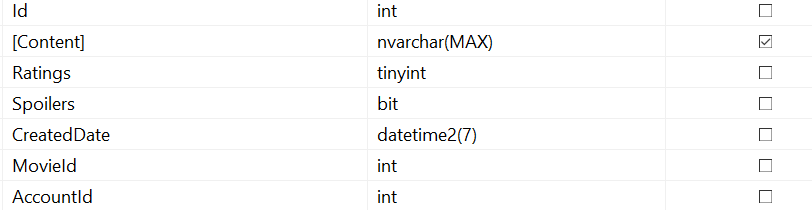 Id int
[Content] nvarchar(MAX)
Ratings tinyint
Spoilers bit
CreatedDate datetime2(7)
MovieId int
AccountId int